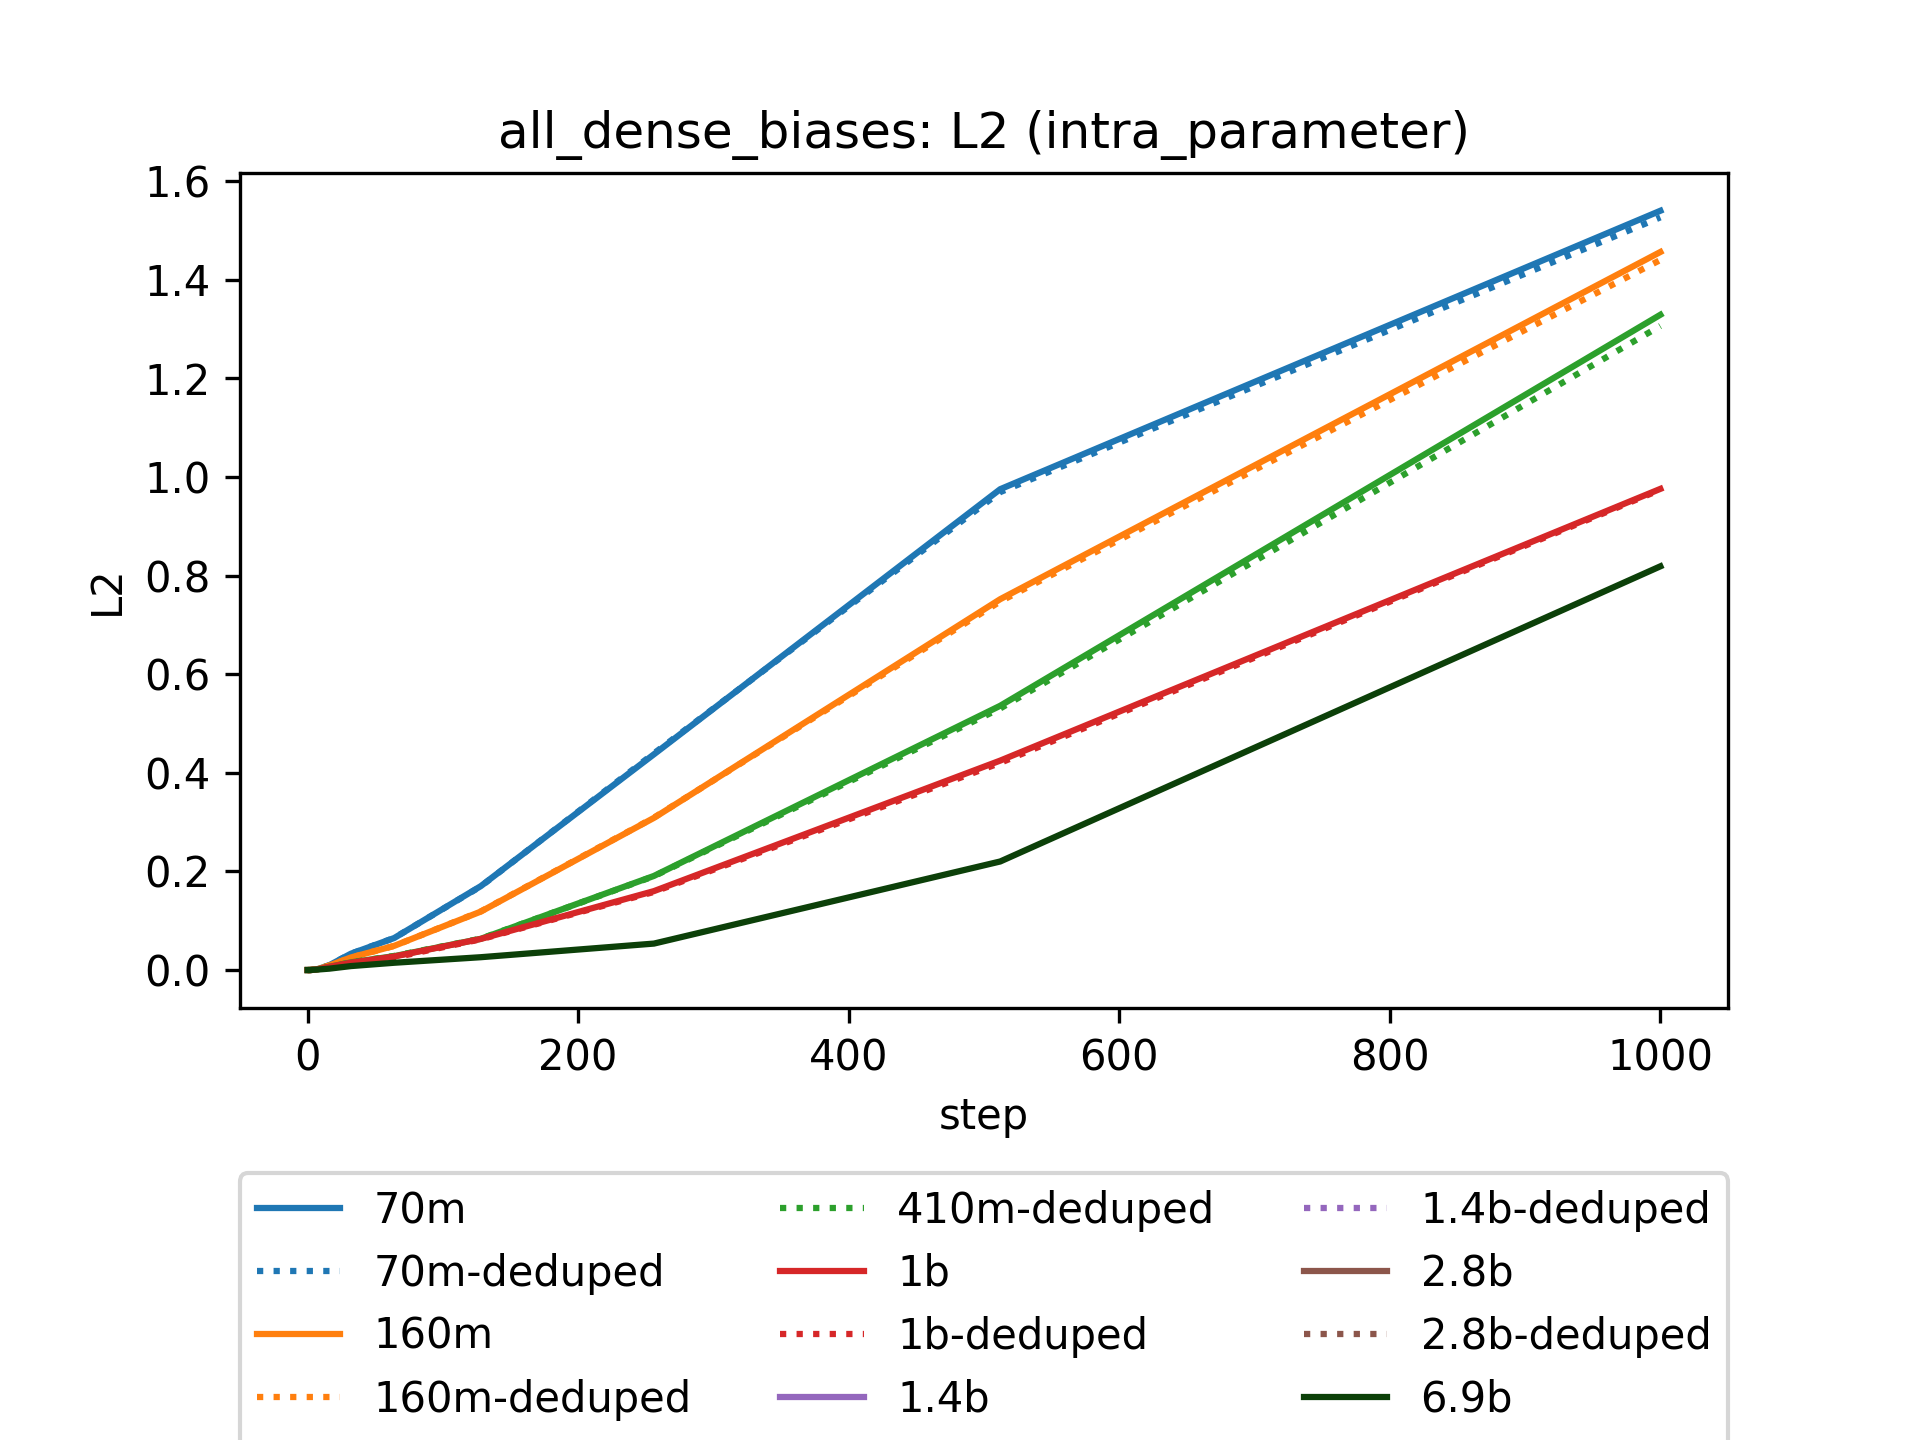 all_dense_biases: L2 (intra_parameter)
1.6
1.4
1.2
1.0
0.8
0.6
0.4
0.2
0.0
L2
0 200 400 600 800 1000
step
70m 410m-deduped 1.4b-deduped
70m-deduped 1b 2.8b
160m 1b-deduped 2.8b-deduped
160m-deduped 1.4b 6.9b